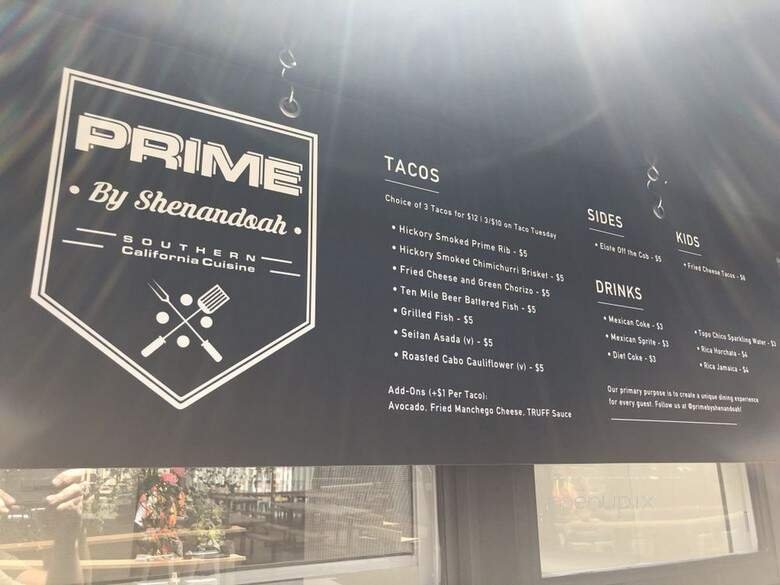 PRIME
• By Shenandoah •
SOUTHERN
California Cuisine
TACOS
Choice of 3 Tacos for $12 | 3/$10 on Taco Tuesday
• Hickory Smoked Prime Rib - $5
• Hickory Smoked Chimichurri Brisket - $5
• Fried Cheese and Green Chorizo - $5
• Ten Mile Beer Battered Fish - $5
• Grilled Fish - $5
• Seitan Asada (v) - $5
• Roasted Cabo Cauliflower (v) - $5
Add-Ons (+$1 Per Taco):
Avocado, Fried Manchego Cheese, TRUFF Sauce
SIDES
• Elote Off the Cob - $5
KIDS
• Fried Cheese Tacos - $6
DRINKS
• Mexican Coke - $3
• Mexican Sprite - $3
• Diet Coke - $3
• Topo Chico Sparkling Water - $3
• Rica Horchata - $4
• Rica Jamaica - $4
Our primary purpose is to create a unique dining experience
for every guest. Follow us at @primebyshenandoah!